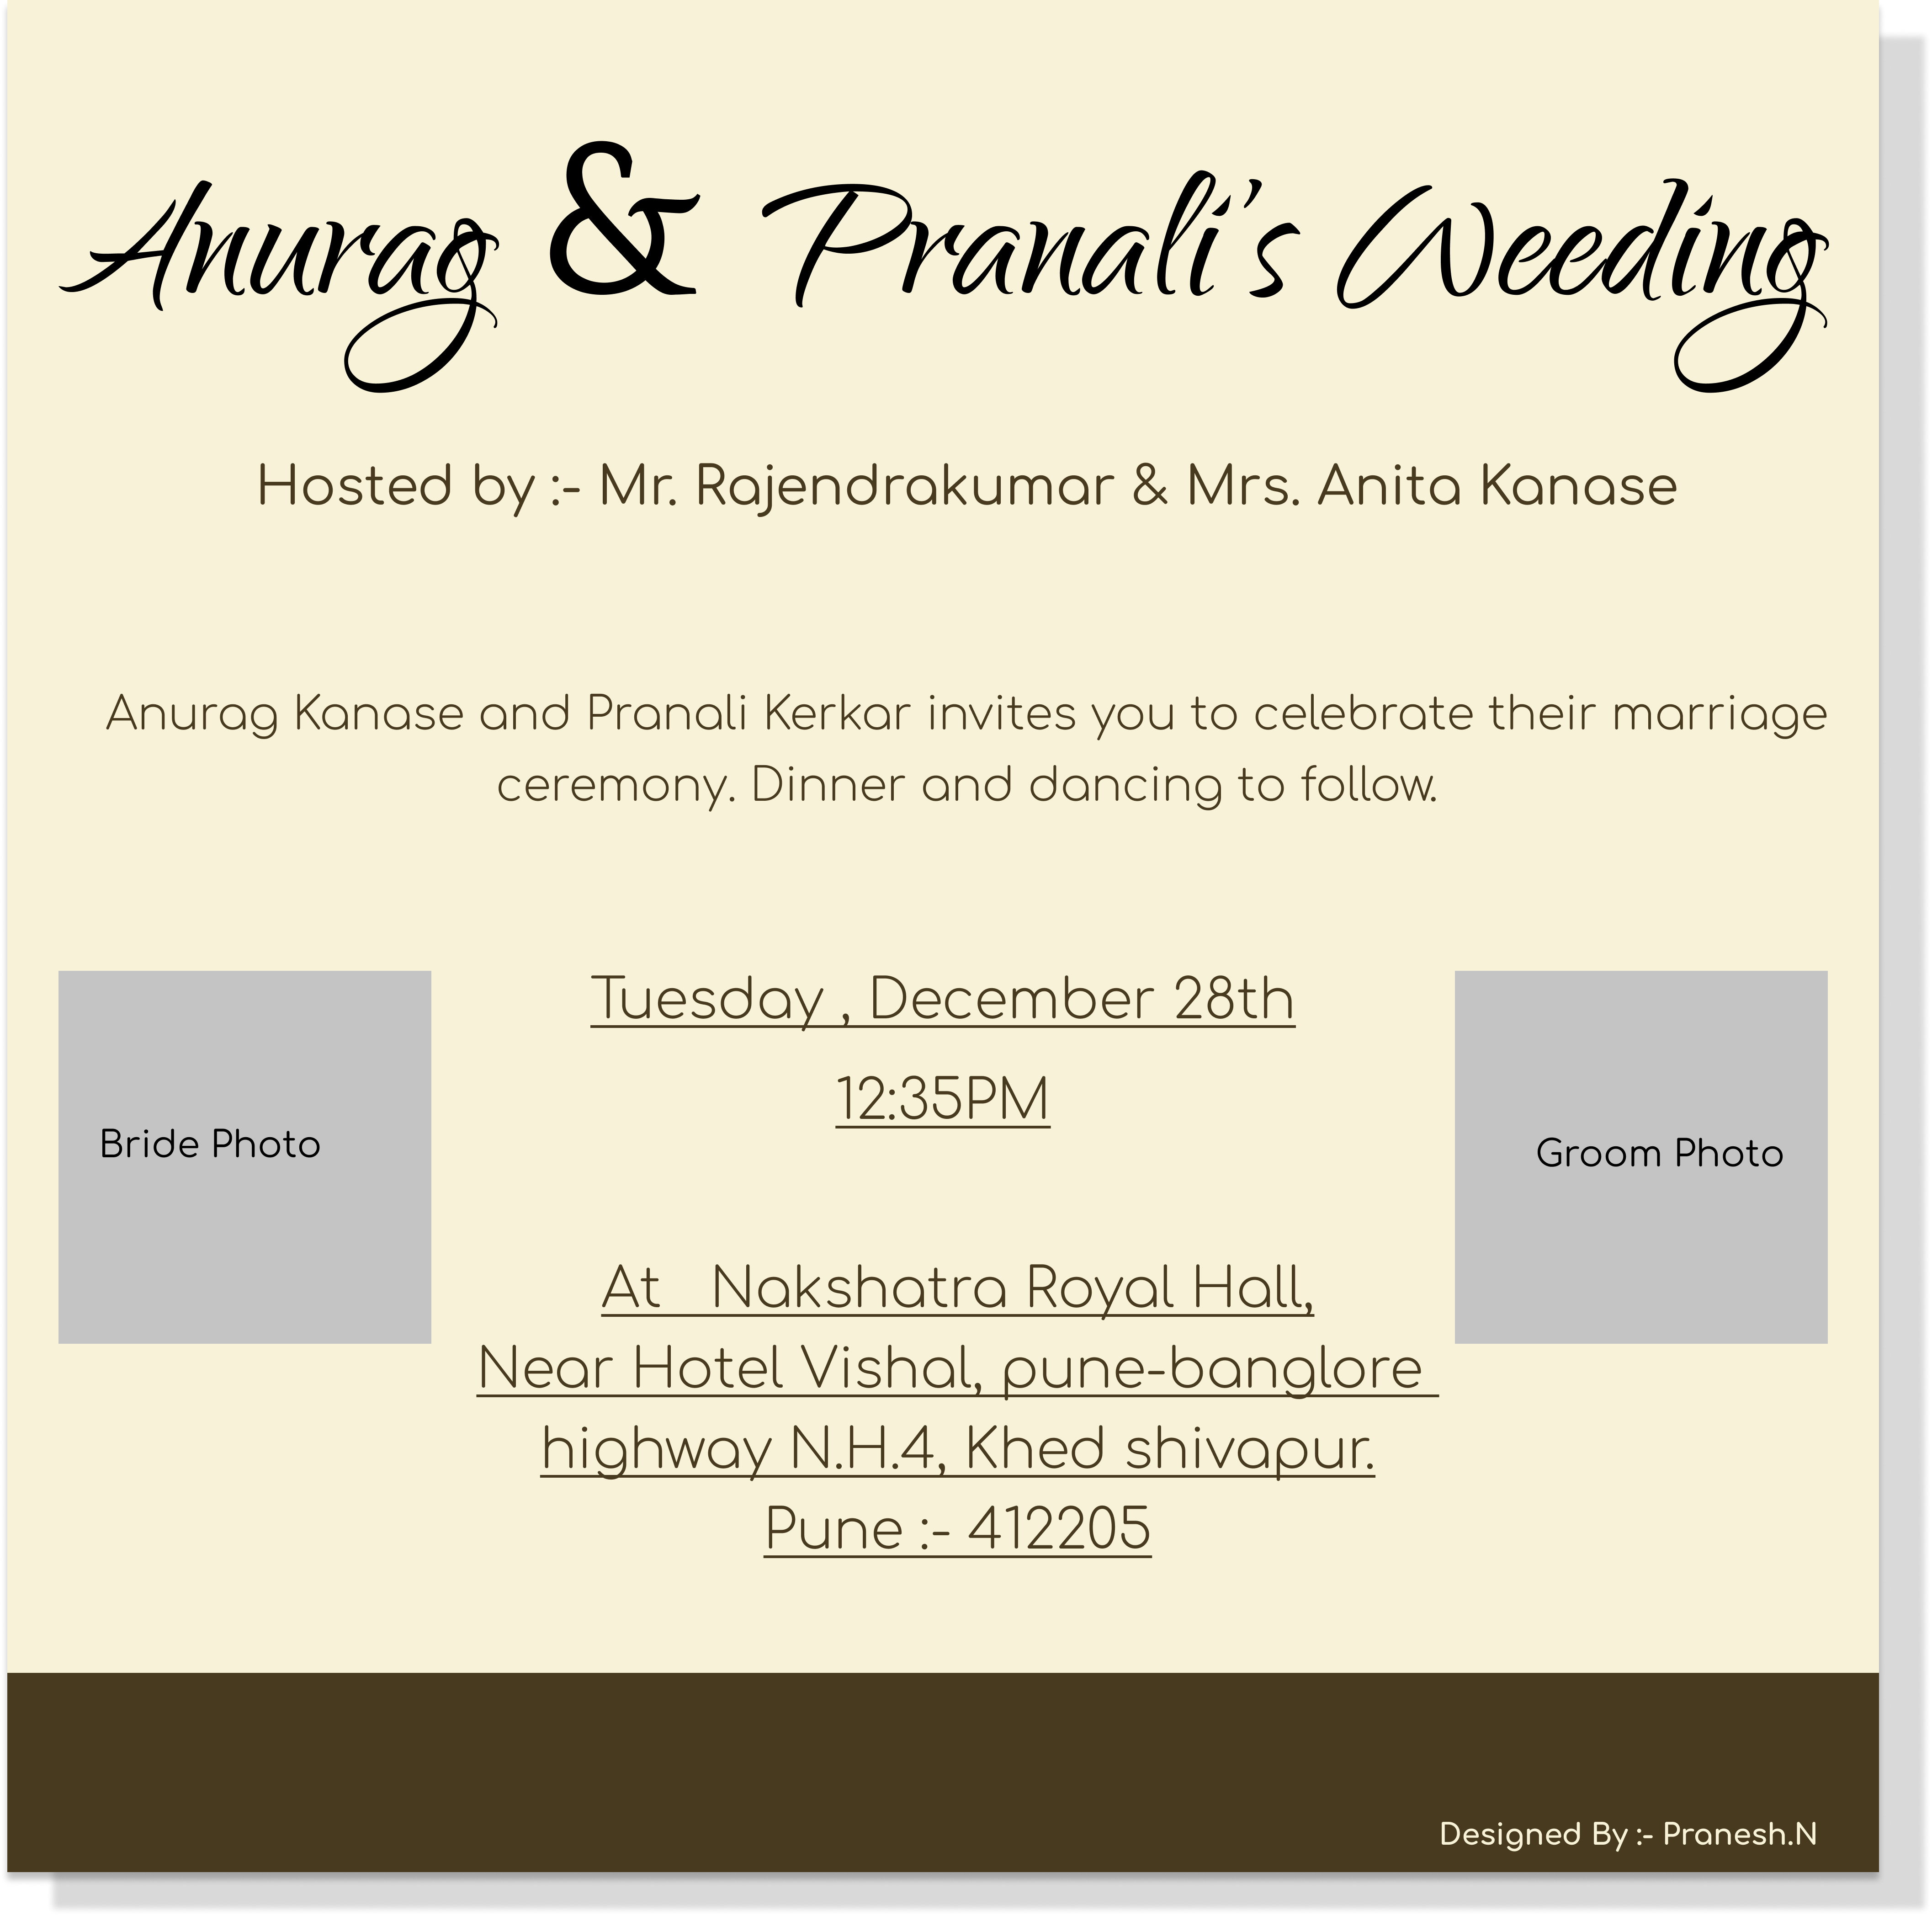 Anurag & Pranali's Weeding
Hosted by :- Mr. Rajendrakumar & Mrs. Anita Kanase
Anurag Kanase and Pranali Kerkar invites you to celebrate their marriage
ceremony. Dinner and dancing to follow.
Tuesday , December 28th
12:35PM
Bride Photo
Groom Photo
At   Nakshatra Royal Hall,
Near Hotel Vishal, pune-banglore
highway N.H.4, Khed shivapur.
Pune :- 412205
Designed By :- Pranesh.N